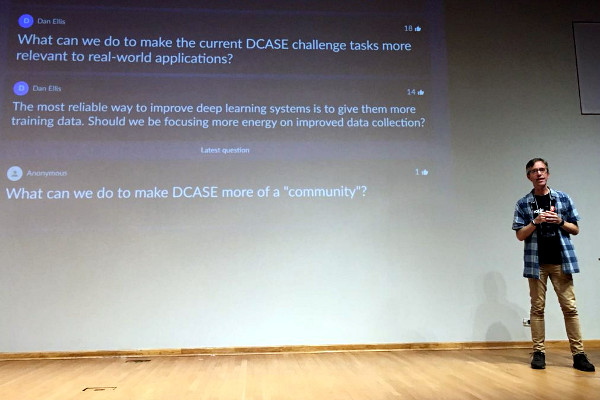 D Dan Ellis 18
What can we do to make the current DCASE challenge tasks more
relevant to real-world applications?
D Dan Ellis 14
The most reliable way to improve deep learning systems is to give them more
training data. Should we be focusing more energy on improved data collection?
Latest question
Anonymous 1
What can we do to make DCASE more of a "community"?